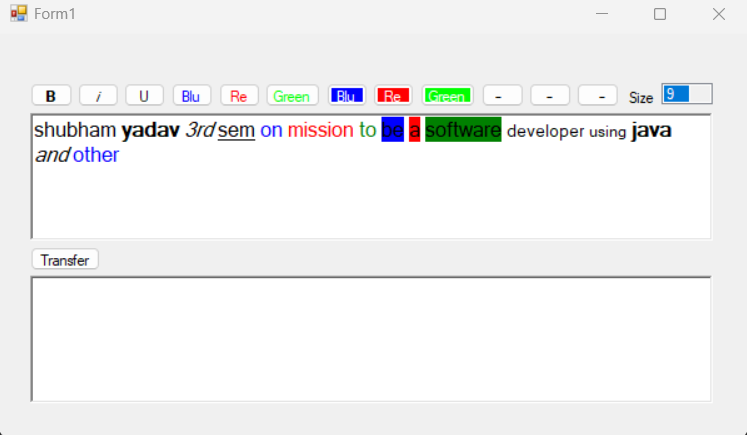 Form1
B i U Blu Re Green Blu Re Green - - - Size 9
shubham yadav 3rd sem on mission to be a software developer using java
and other
Transfer